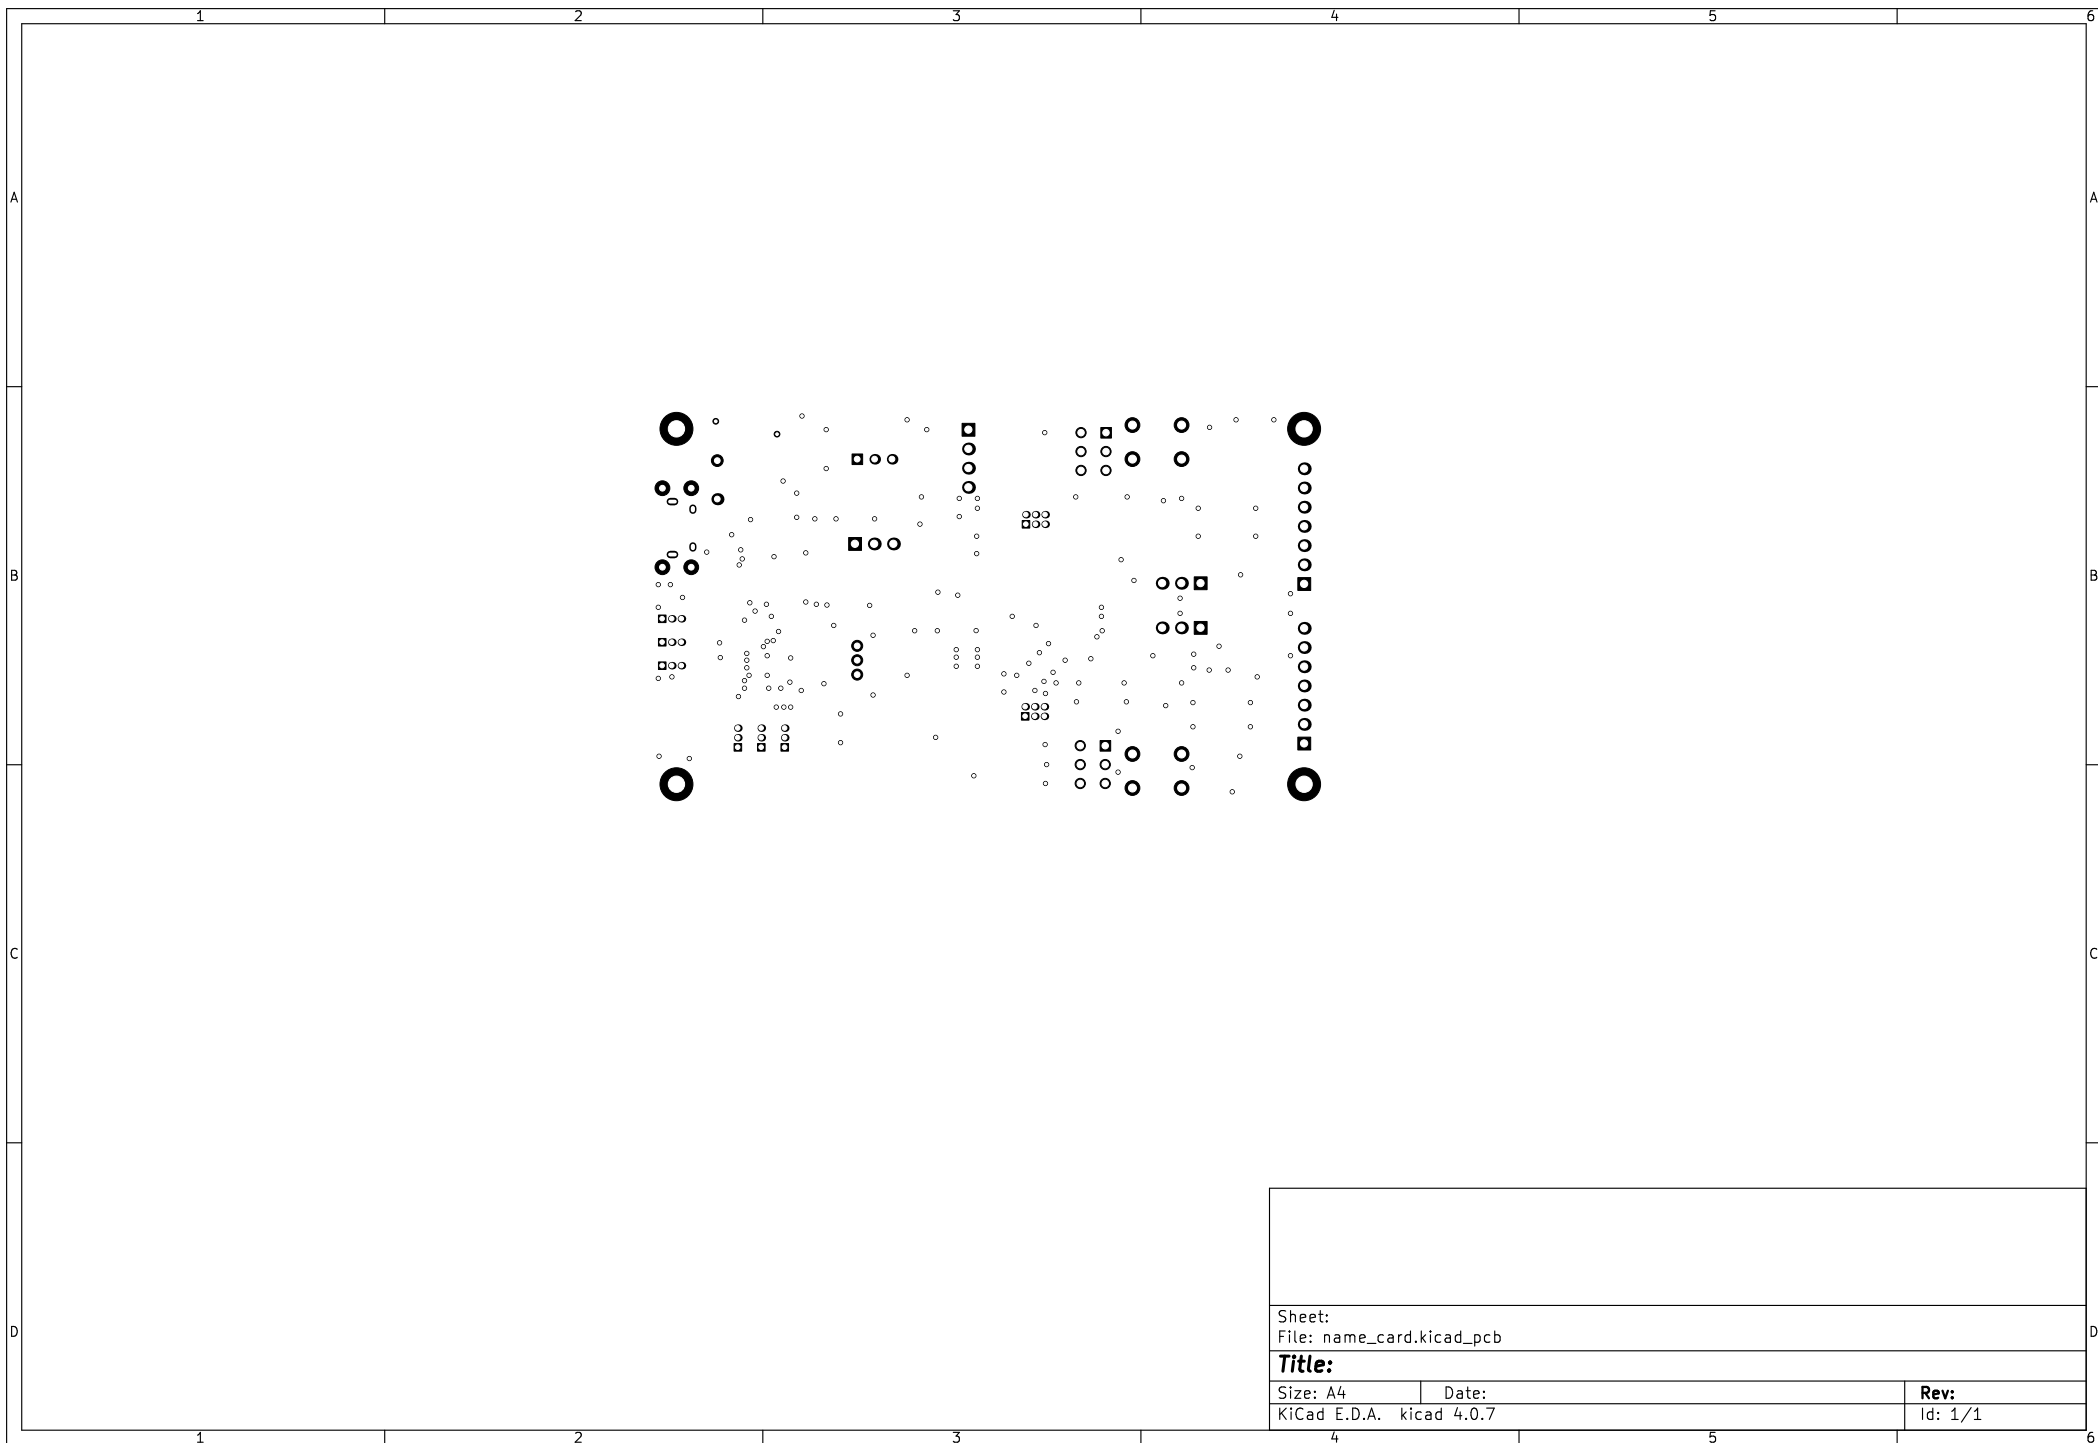 1 2 3 4 5 6
A A
B B
C C
D D
Sheet:
File: name_card.kicad_pcb
Title:
Size: A4 Date: Rev:
KiCad E.D.A. kicad 4.0.7 Id: 1/1
1 2 3 4 5 6